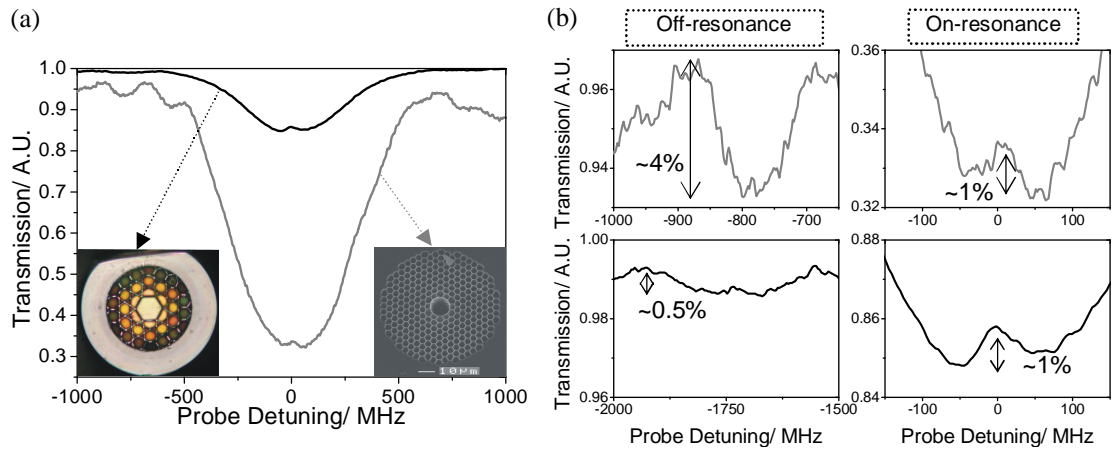 (a)
Transmission/ A.U.
1.0
0.9
0.8
0.7
0.6
0.5
0.4
0.3
10µm
-1000 -500 0 500 1000
Probe Detuning/ MHz
(b)
Off-resonance
On-resonance
Transmission/ A.U.
0.96
0.94
~4%
-1000 -900 -800 -700
0.36
0.34
0.32
~1%
-100 0 100
Transmission/ A.U.
1.00
0.98
0.96
~0.5%
-2000 -1750 -1500
Probe Detuning/ MHz
0.88
0.86
0.84
~1%
-100 0 100
Probe Detuning/ MHz